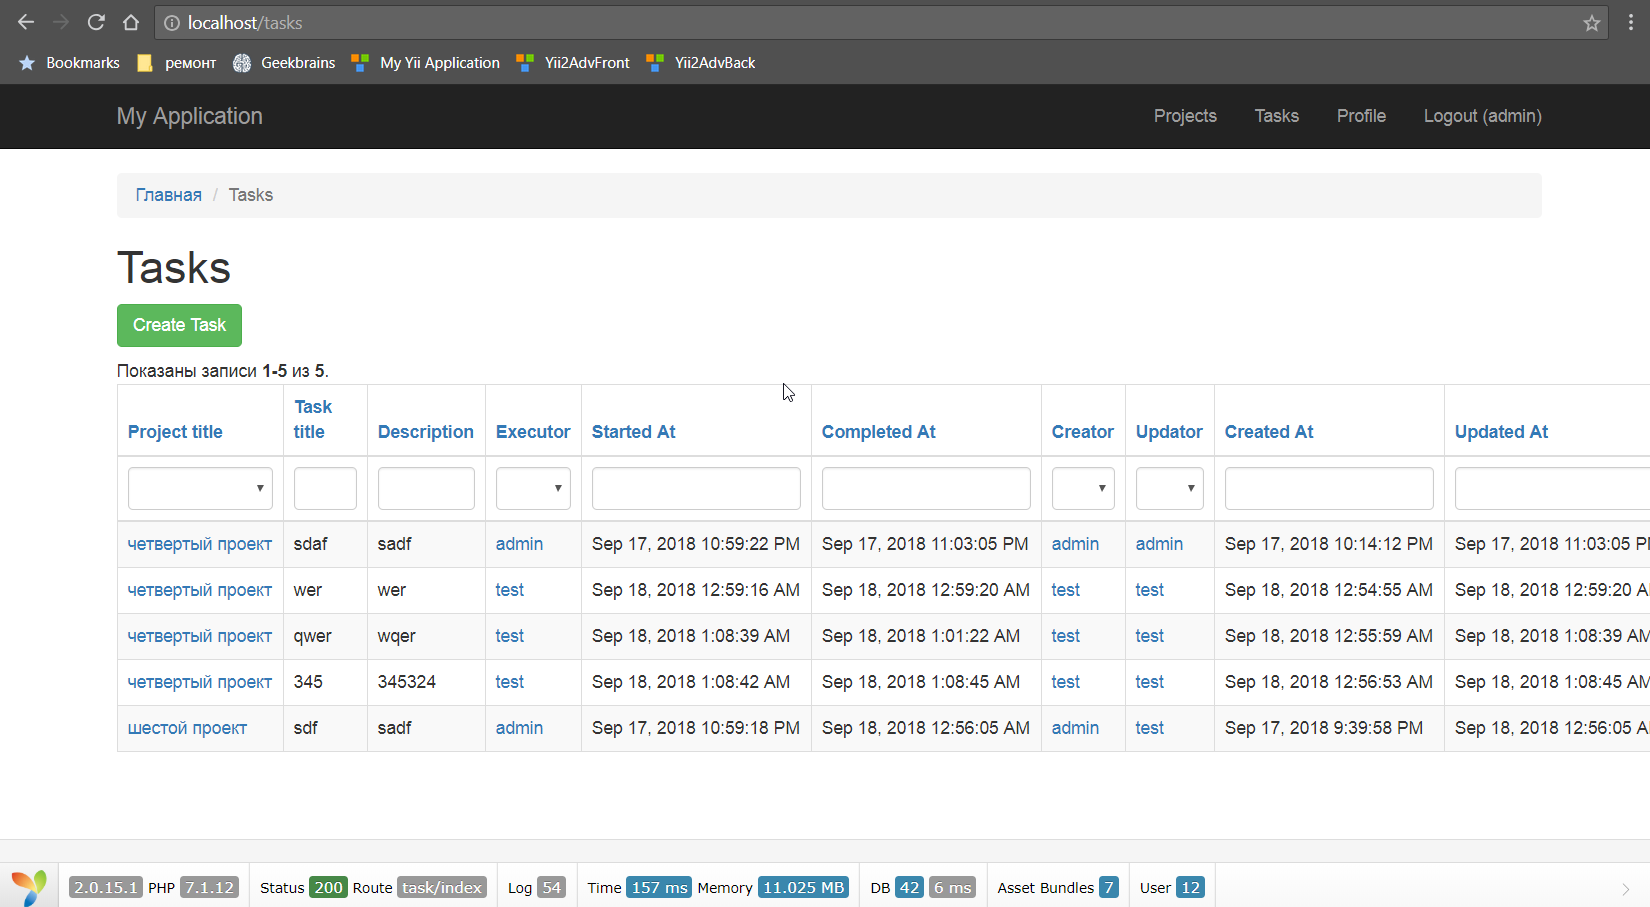 localhost/tasks
Bookmarks ремонт Geekbrains My Yii Application Yii2AdvFront Yii2AdvBack
My Application Projects Tasks Profile Logout (admin)
Главная / Tasks
Tasks
Create Task
Показаны записи 1-5 из 5.
Project title Task title Description Executor Started At Completed At Creator Updator Created At Updated At
четвертый проект sdaf sadf admin Sep 17, 2018 10:59:22 PM Sep 17, 2018 11:03:05 PM admin admin Sep 17, 2018 10:14:12 PM Sep 17, 2018 11:03:05 P
четвертый проект wer wer test Sep 18, 2018 12:59:16 AM Sep 18, 2018 12:59:20 AM test test Sep 18, 2018 12:54:55 AM Sep 18, 2018 12:59:20 A
четвертый проект qwer wqer test Sep 18, 2018 1:08:39 AM Sep 18, 2018 1:01:22 AM test test Sep 18, 2018 12:55:59 AM Sep 18, 2018 1:08:39 AM
четвертый проект 345 345324 test Sep 18, 2018 1:08:42 AM Sep 18, 2018 1:08:45 AM test test Sep 18, 2018 12:56:53 AM Sep 18, 2018 1:08:45 AM
шестой проект sdf sadf admin Sep 17, 2018 10:59:18 PM Sep 18, 2018 12:56:05 AM admin test Sep 17, 2018 9:39:58 PM Sep 18, 2018 12:56:05 A
2.0.15.1 PHP 7.1.12 Status 200 Route task/index Log 54 Time 157 ms Memory 11.025 MB DB 42 6 ms Asset Bundles 7 User 12